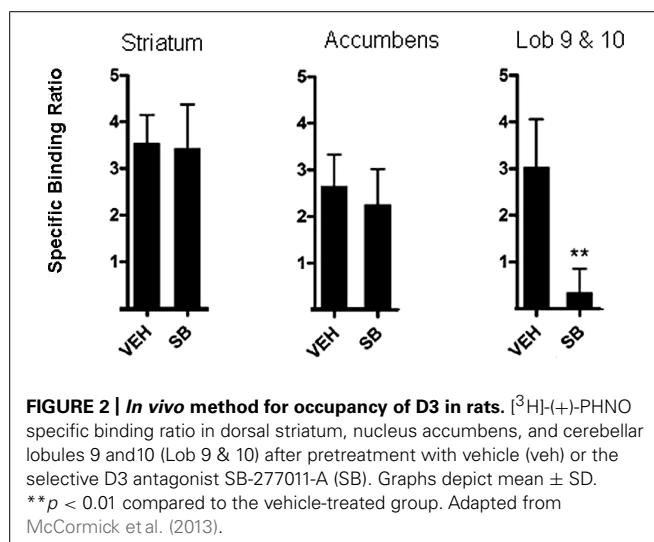 Striatum
Accumbens
Lob 9 & 10
Specific Binding Ratio
5
4
3
2
1
VEH
SB
5
4
3
2
1
VEH
SB
5
4
3
2
1
**
VEH
SB
FIGURE 2 | In vivo method for occupancy of D3 in rats. [³H]-(+)-PHNO
specific binding ratio in dorsal striatum, nucleus accumbens, and cerebellar
lobules 9 and10 (Lob 9 & 10) after pretreatment with vehicle (veh) or the
selective D3 antagonist SB-277011-A (SB). Graphs depict mean ± SD.
**p < 0.01 compared to the vehicle-treated group. Adapted from
McCormick et al. (2013).